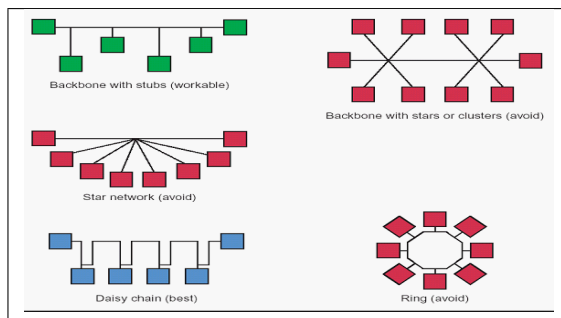 Backbone with stubs (workable)
Backbone with stars or clusters (avoid)
Star network (avoid)
Daisy chain (best)
Ring (avoid)